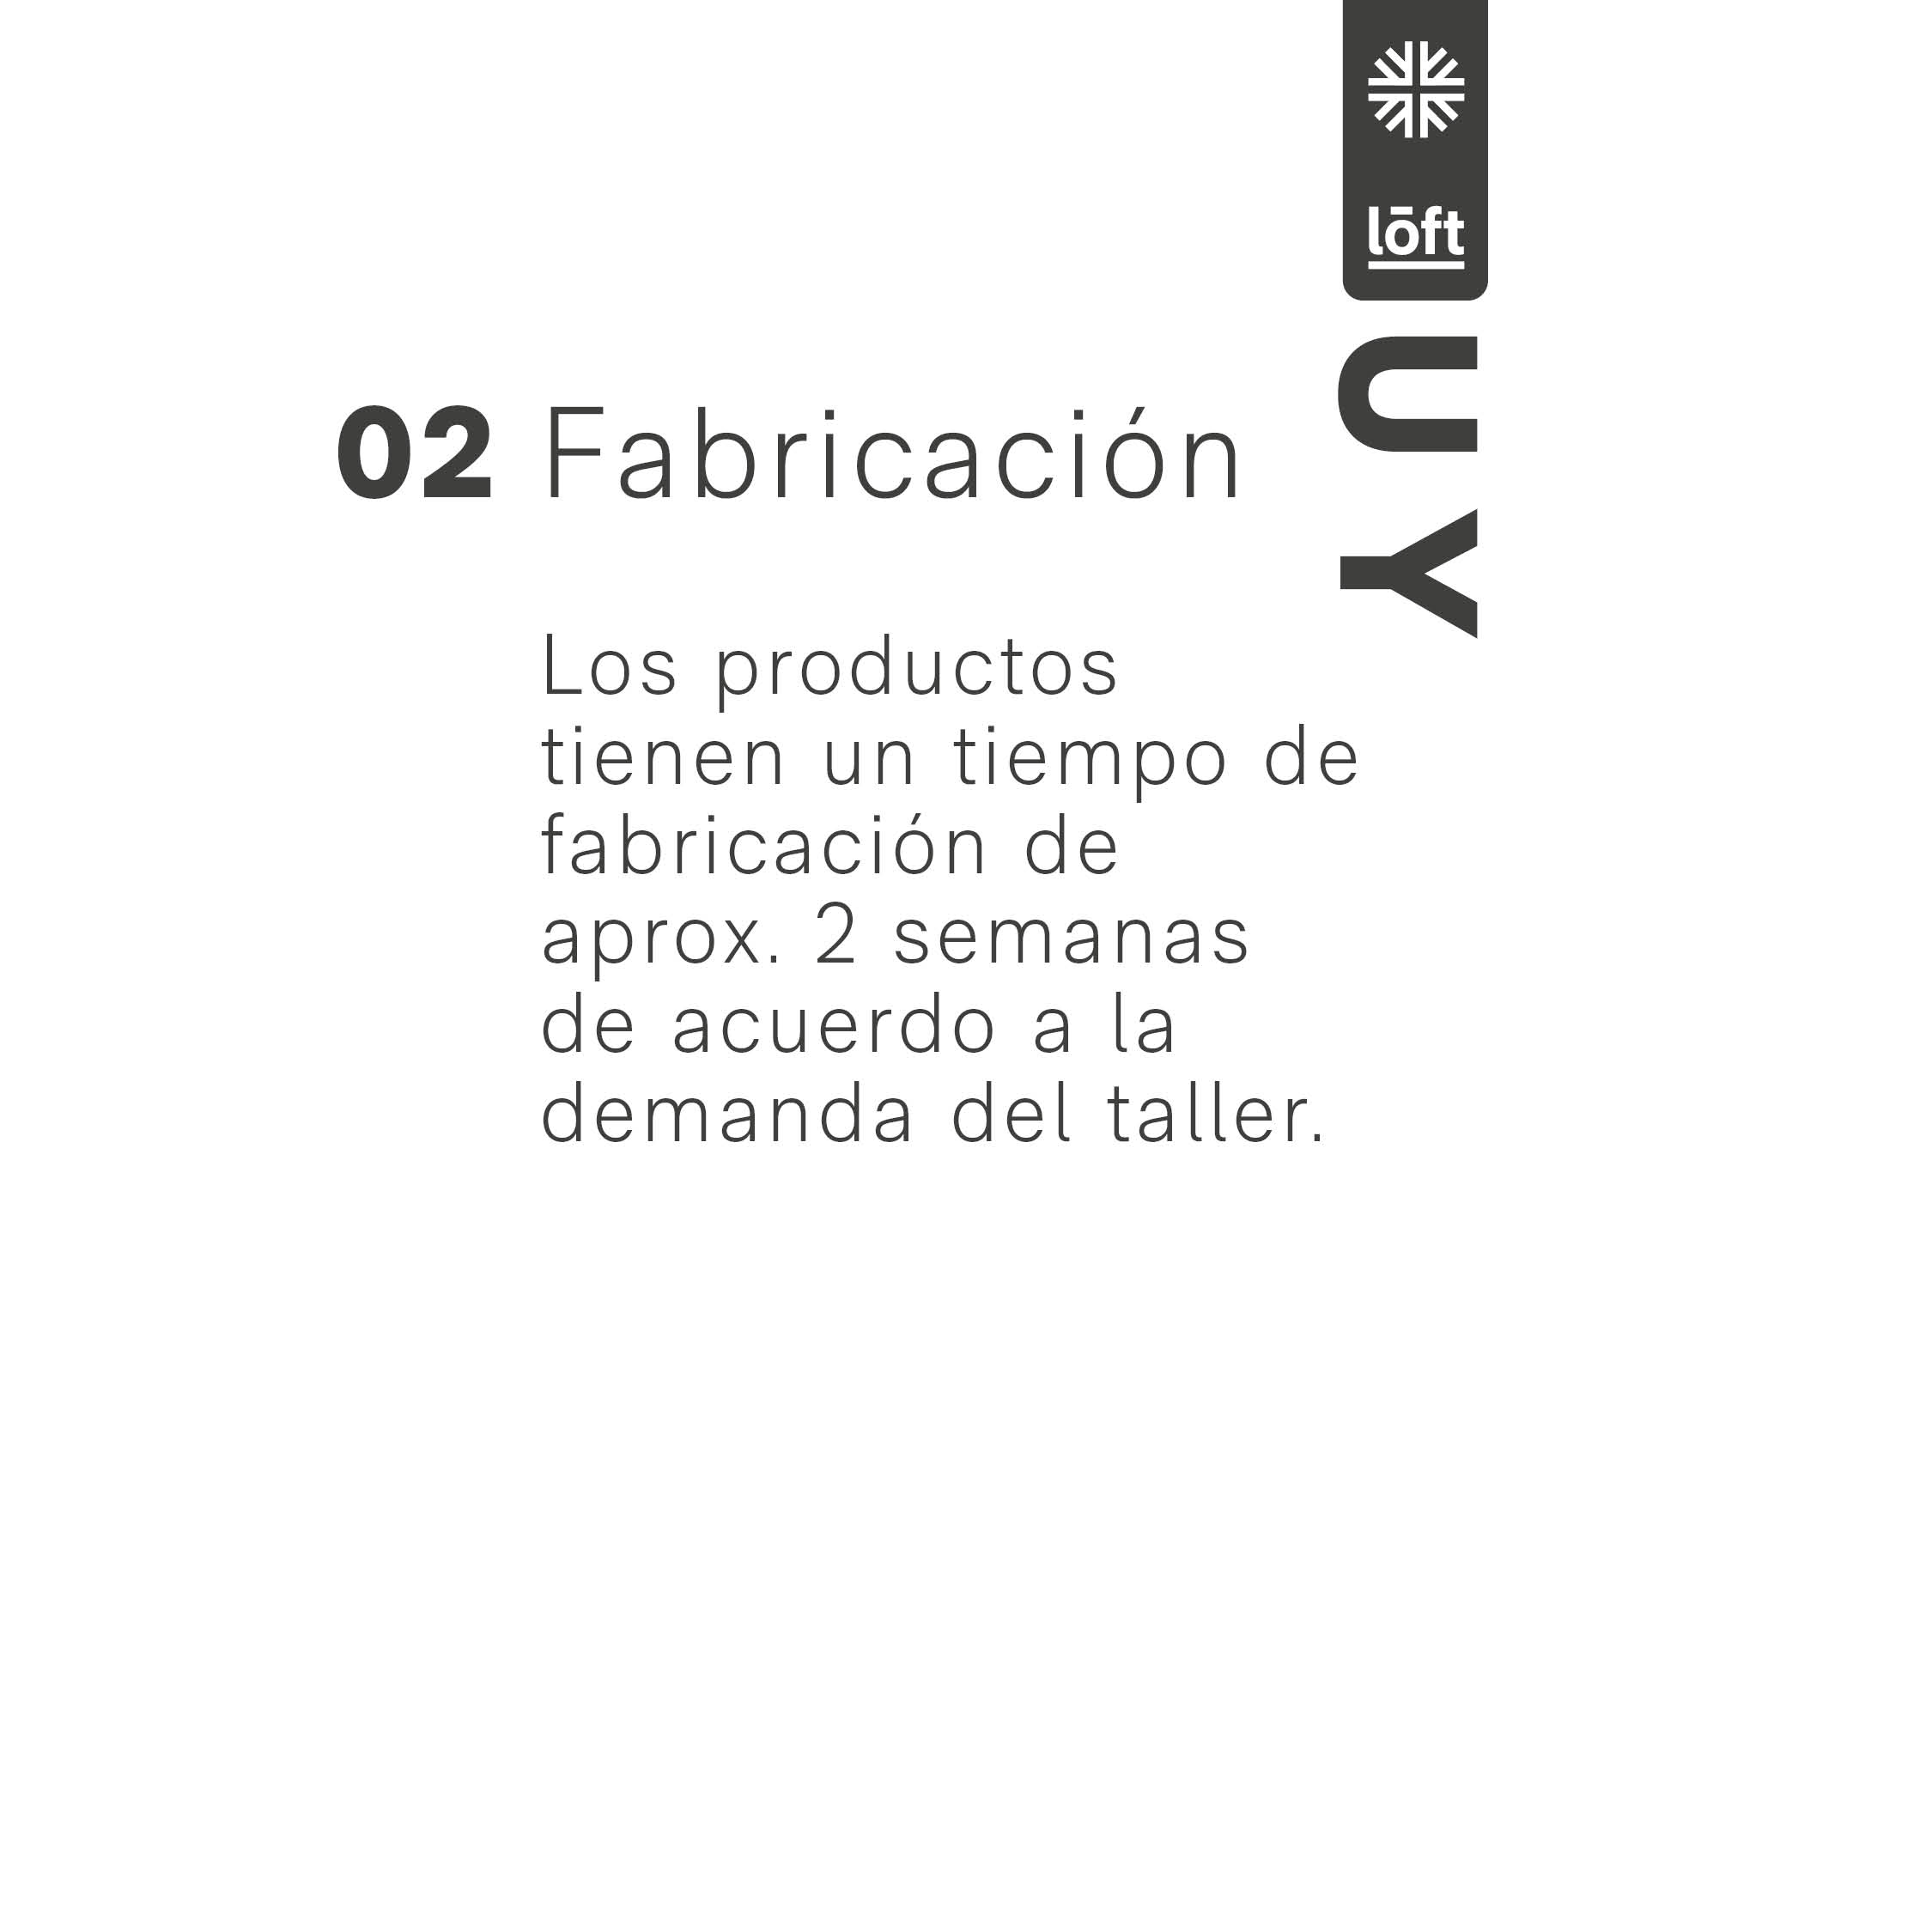 lōft
UY
02 Fabricación
Los productos
tienen un tiempo de
fabricación de
aprox. 2 semanas
de acuerdo a la
demanda del taller.